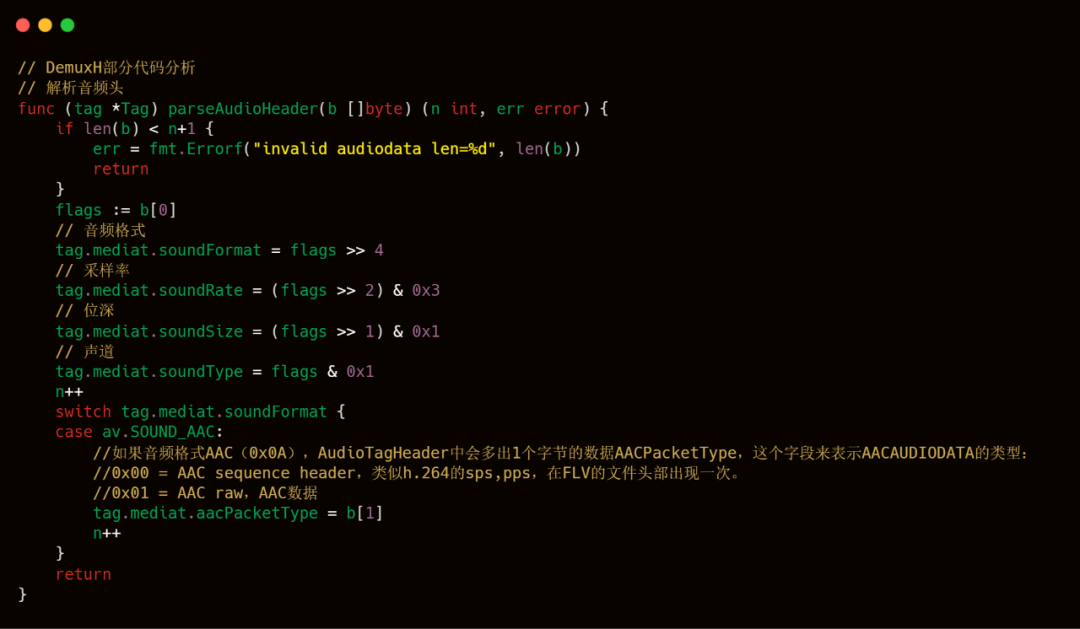 // DemuxH部分代码分析
// 解析音频头
func (tag *Tag) parseAudioHeader(b []byte) (n int, err error) {
    if len(b) < n+1 {
        err = fmt.Errorf("invalid audiodata len=%d", len(b))
        return
    }
    flags := b[0]
    // 音频格式
    tag.mediat.soundFormat = flags >> 4
    // 采样率
    tag.mediat.soundRate = (flags >> 2) & 0x3
    // 位深
    tag.mediat.soundSize = (flags >> 1) & 0x1
    // 声道
    tag.mediat.soundType = flags & 0x1
    n++
    switch tag.mediat.soundFormat {
    case av.SOUND_AAC:
        //如果音频格式AAC（0x0A），AudioTagHeader中会多出1个字节的数据AACPacketType，这个字段来表示AACAUDIODATA的类型：
        //0x00 = AAC sequence header，类似h.264的sps,pps，在FLV的文件头部出现一次。
        //0x01 = AAC raw，AAC数据
        tag.mediat.aacPacketType = b[1]
        n++
    }
    return
}